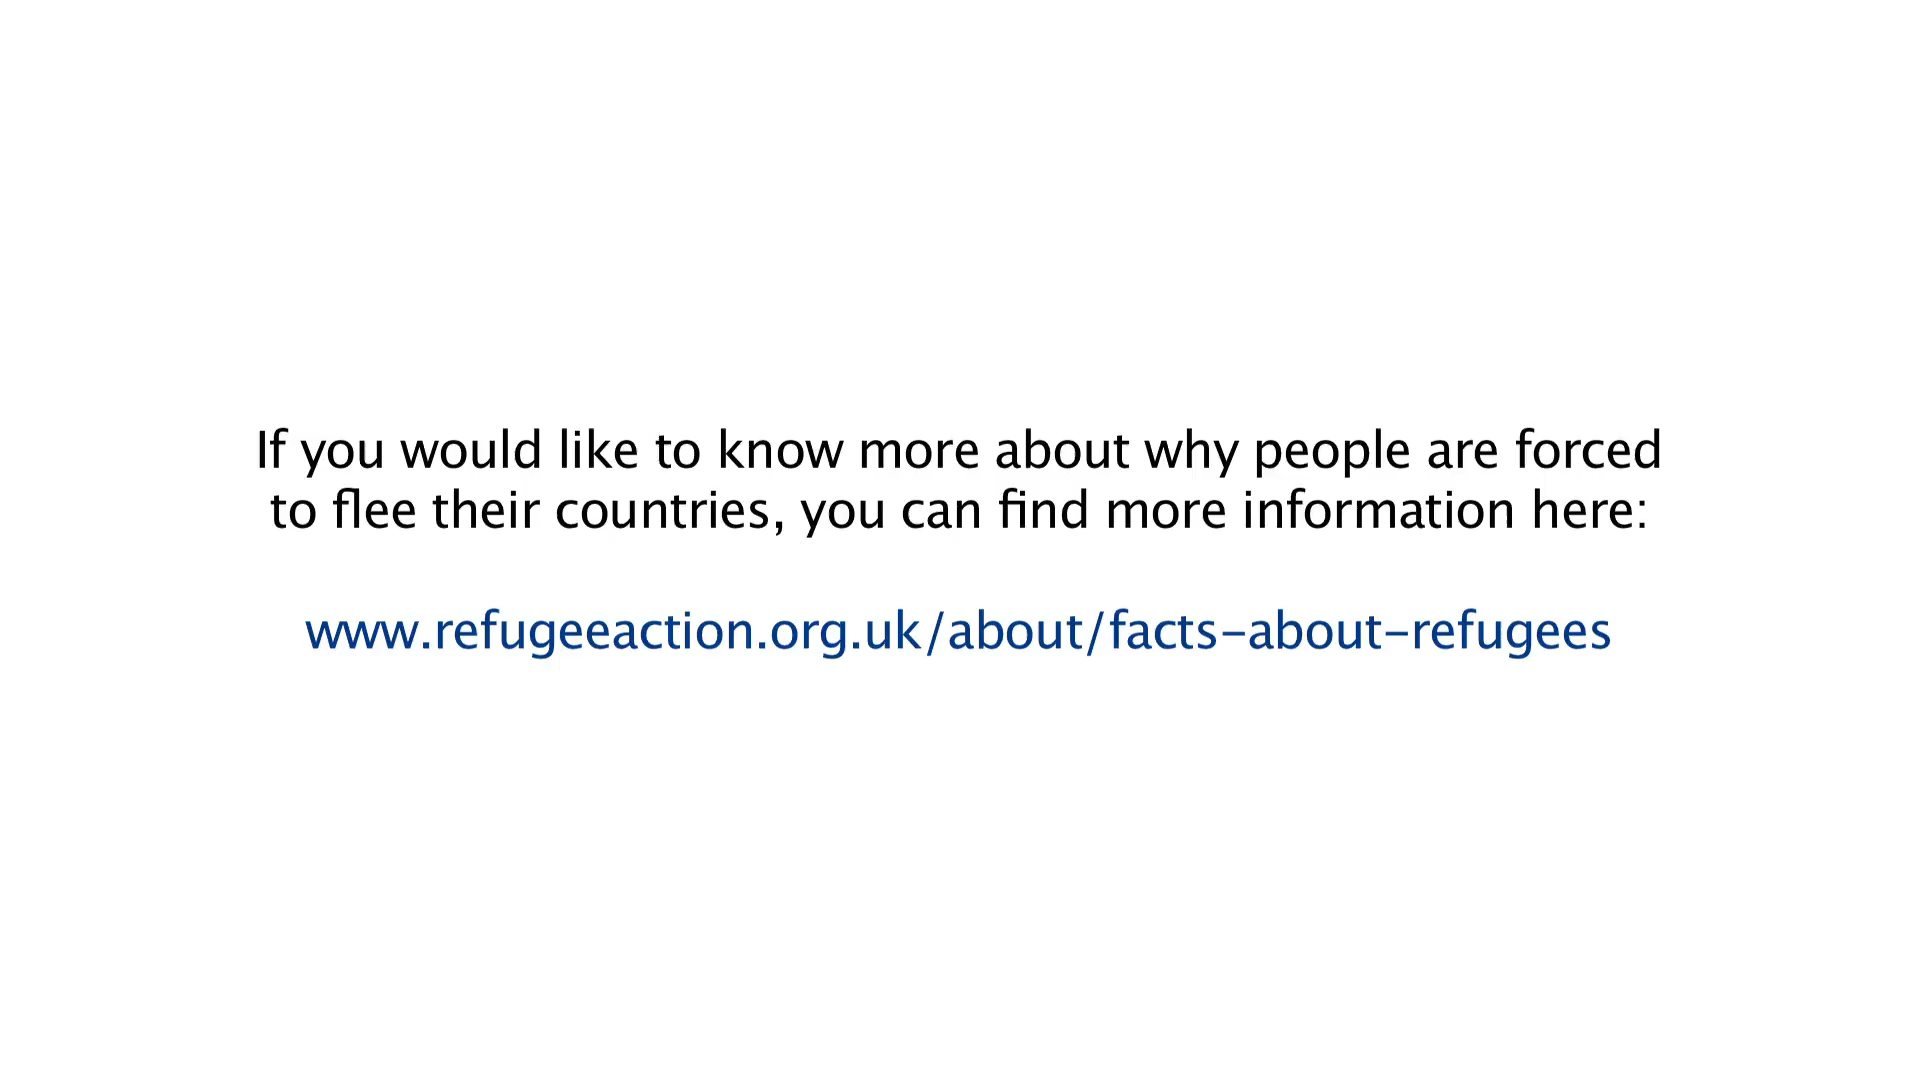 If you would like to know more about why people are forced
to flee their countries, you can find more information here:
www.refugeeaction.org.uk/about/facts-about-refugees